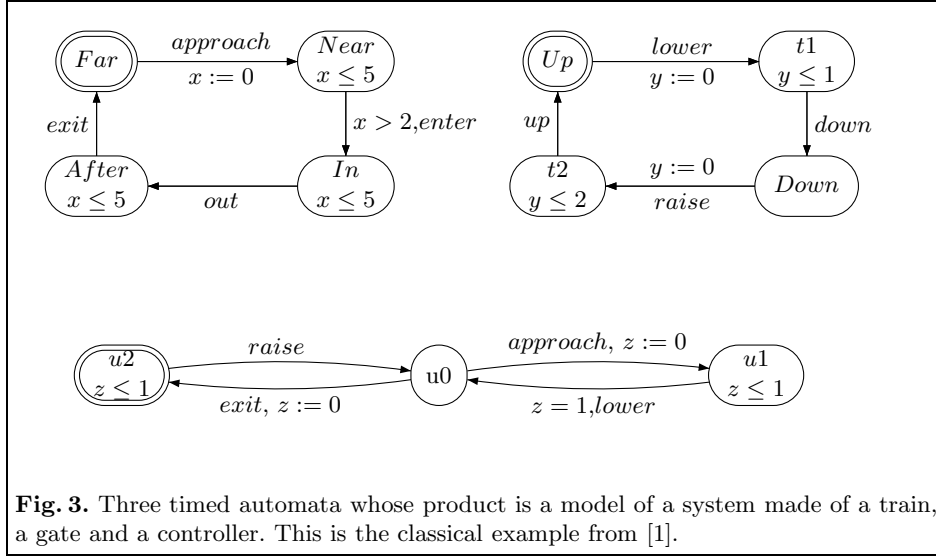 approach
Far
x := 0
Near
x ≤ 5
exit
x > 2,enter
After
x ≤ 5
out
In
x ≤ 5
lower
Up
y := 0
t1
y ≤ 1
up
down
t2
y ≤ 2
y := 0
raise
Down
u2
z ≤ 1
raise
exit, z := 0
u0
approach, z := 0
z = 1,lower
u1
z ≤ 1
Fig. 3. Three timed automata whose product is a model of a system made of a train,
a gate and a controller. This is the classical example from [1].